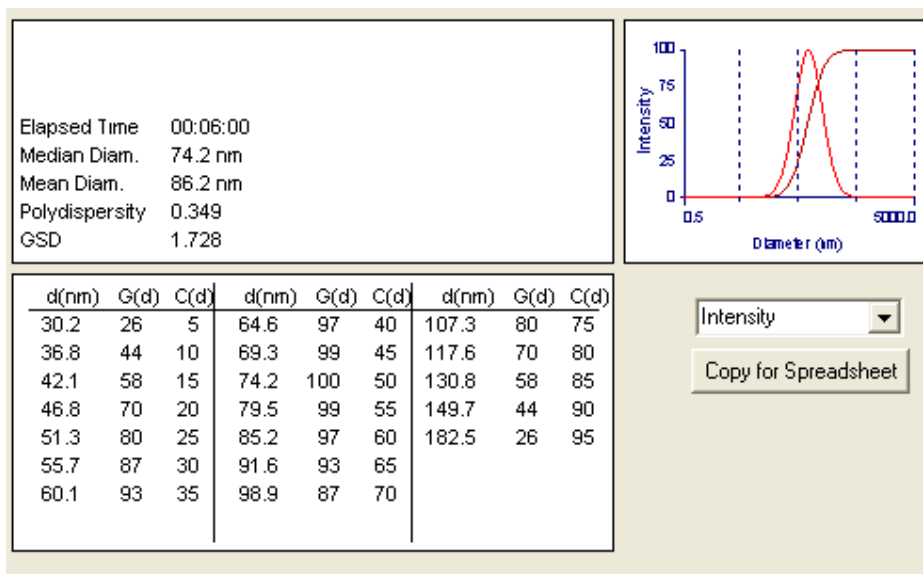 Elapsed Time 00:06:00
Median Diam. 74.2 nm
Mean Diam. 86.2 nm
Polydispersity 0.349
GSD 1.728
100
75
50
25
0
Intensity
0.5 5000.0
Diameter (nm)
d(nm) G(d) C(d) d(nm) G(d) C(d) d(nm) G(d) C(d)
30.2 26 5 64.6 97 40 107.3 80 75
36.8 44 10 69.3 99 45 117.6 70 80
42.1 58 15 74.2 100 50 130.8 58 85
46.8 70 20 79.5 99 55 149.7 44 90
51.3 80 25 85.2 97 60 182.5 26 95
55.7 87 30 91.6 93 65
60.1 93 35 98.9 87 70
Intensity
Copy for Spreadsheet